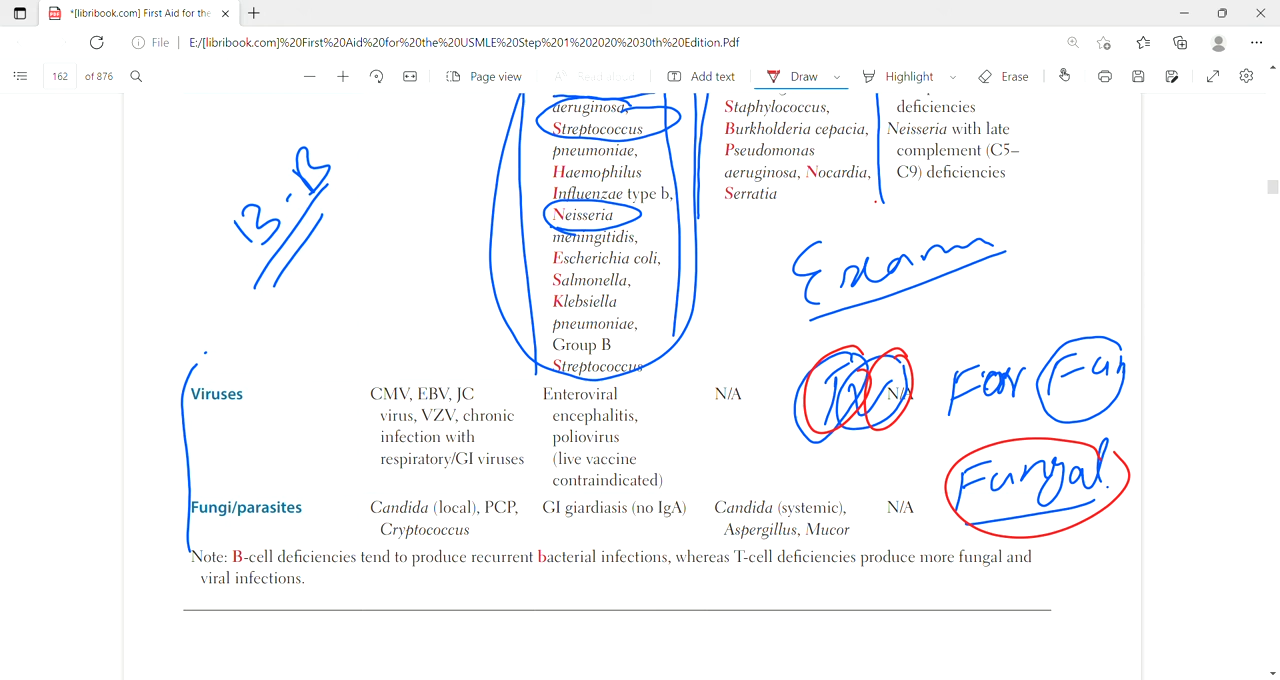 *[libribook.com] First Aid for the
File E:/[libribook.com]%20First%20Aid%20for%20the%20USMLE%20Step%201%202020%2030th%20Edition.Pdf
162 of 876 Page view Read aloud Add text Draw Highlight Erase
aeruginosa,
Streptococcus
pneumoniae,
Haemophilus
Influenzae type b,
Neisseria
meningitidis,
Escherichia coli,
Salmonella,
Klebsiella
pneumoniae,
Group B
Streptococcus
Staphylococcus,
Burkholderia cepacia,
Pseudomonas
aeruginosa, Nocardia,
Serratia
deficiencies
Neisseria with late
complement (C5–
C9) deficiencies
B-B
Exam
For Fun
Fungal
Viruses
CMV, EBV, JC
virus, VZV, chronic
infection with
respiratory/GI viruses
Enteroviral
encephalitis,
poliovirus
(live vaccine
contraindicated)
N/A
N/A
Fungi/parasites
Candida (local), PCP,
Cryptococcus
GI giardiasis (no IgA)
Candida (systemic),
Aspergillus, Mucor
N/A
Note: B-cell deficiencies tend to produce recurrent bacterial infections, whereas T-cell deficiencies produce more fungal and
viral infections.